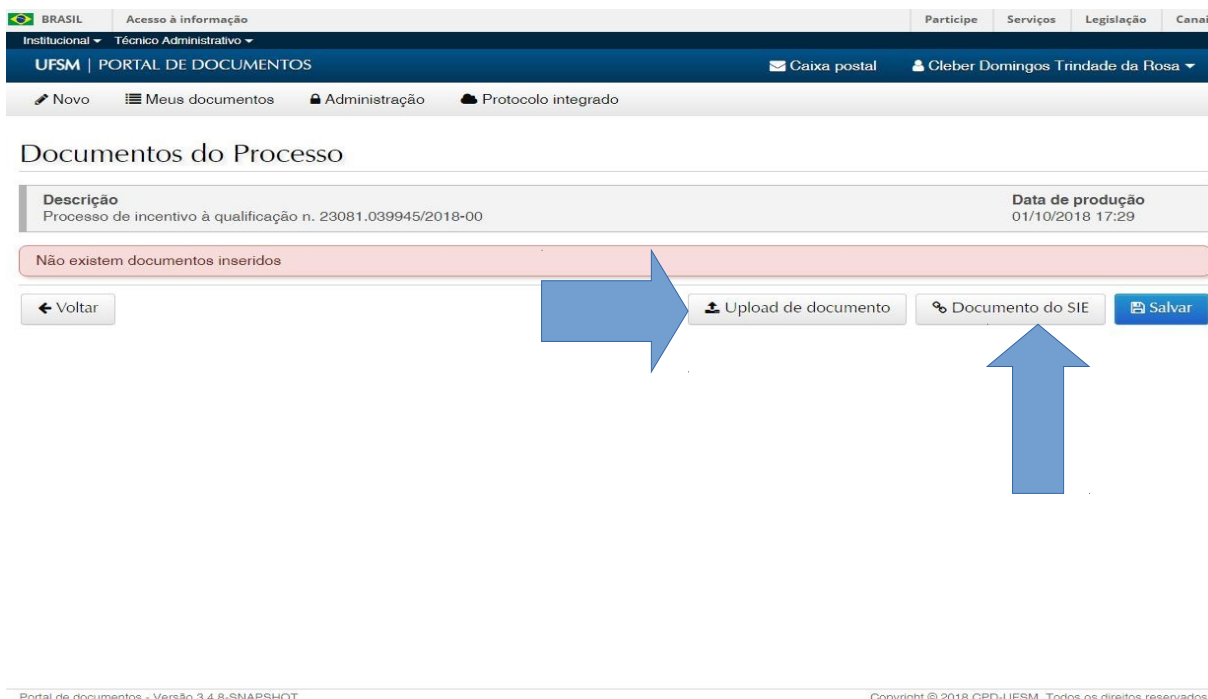 BRASIL Acesso à informação Participe Serviços Legislação Canai
Institucional Técnico Administrativo
UFSM | PORTAL DE DOCUMENTOS Caixa postal Cleber Domingos Trindade da Rosa
Novo Meus documentos Administração Protocolo integrado
Documentos do Processo
Descrição Data de produção
Processo de incentivo à qualificação n. 23081.039945/2018-00 01/10/2018 17:29
Não existem documentos inseridos
Voltar Upload de documento Documento do SIE Salvar
Portal de documentos - Versão 3.4.8-SNAPSHOT Copyright © 2018 CPD-UFSM. Todos os direitos reservados